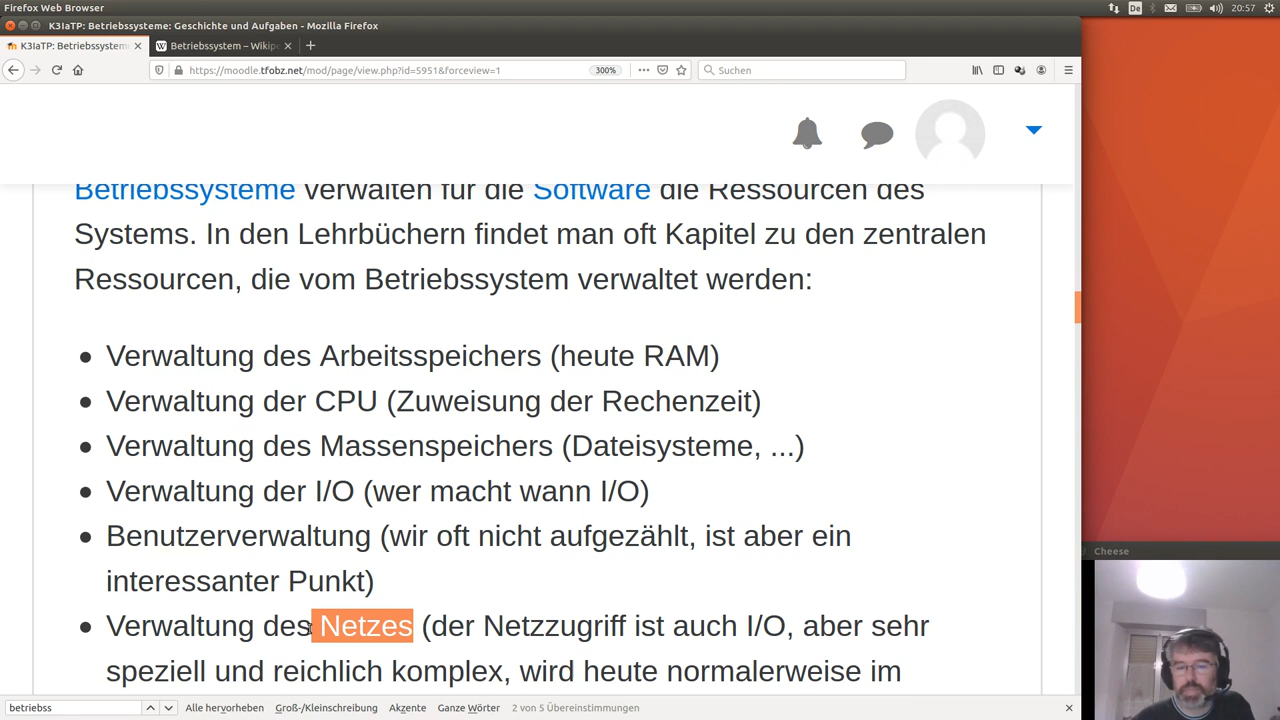 Firefox Web Browser
De
20:57
K3IaTP: Betriebssysteme: Geschichte und Aufgaben - Mozilla Firefox
K3IaTP: Betriebssystem
Betriebssystem – Wikip
https://moodle.tfobz.net/mod/page/view.php?id=5951&forceview=1
300%
Suchen
Betriebssysteme verwalten für die Software die Ressourcen des
Systems. In den Lehrbüchern findet man oft Kapitel zu den zentralen
Ressourcen, die vom Betriebssystem verwaltet werden:
• Verwaltung des Arbeitsspeichers (heute RAM)
• Verwaltung der CPU (Zuweisung der Rechenzeit)
• Verwaltung des Massenspeichers (Dateisysteme, ...)
• Verwaltung der I/O (wer macht wann I/O)
• Benutzerverwaltung (wir oft nicht aufgezählt, ist aber ein
interessanter Punkt)
• Verwaltung des Netzes (der Netzzugriff ist auch I/O, aber sehr
speziell und reichlich komplex, wird heute normalerweise im
Cheese
betriebss
Alle hervorheben
Groß-/Kleinschreibung
Akzente
Ganze Wörter
2 von 5 Übereinstimmungen